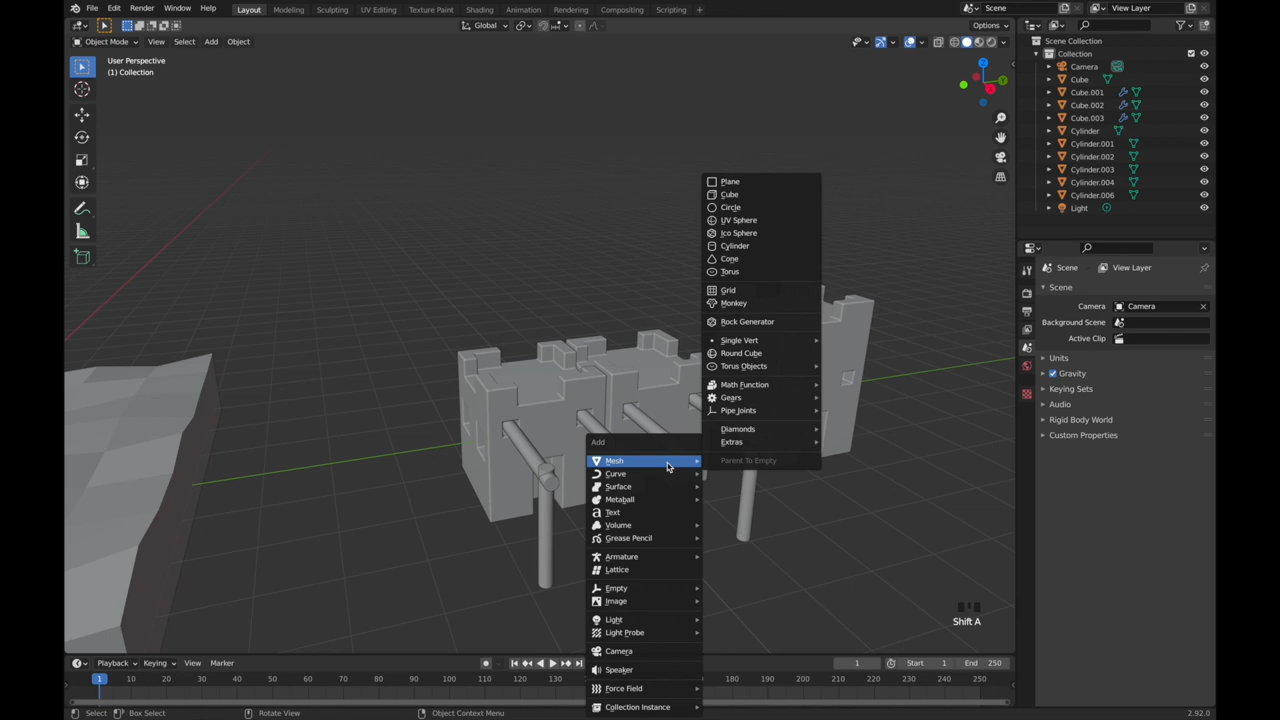 File Edit Render Window Help Layout Modeling Sculpting UV Editing Texture Paint Shading Animation Rendering Compositing Scripting Scene View Layer
Global Options
Object Mode View Select Add Object
User Perspective
(1) Collection
Scene Collection
Collection
Camera
Cube
Cube.001
Cube.002
Cube.003
Cylinder
Cylinder.001
Cylinder.002
Cylinder.003
Cylinder.004
Cylinder.006
Light
Scene View Layer
Scene
Camera Camera
Background Scene
Active Clip
Units
Gravity
Keying Sets
Audio
Rigid Body World
Custom Properties
Plane
Cube
Circle
UV Sphere
Ico Sphere
Cylinder
Cone
Torus
Grid
Monkey
Rock Generator
Single Vert
Round Cube
Torus Objects
Math Function
Gears
Pipe Joints
Diamonds
Extras
Parent To Empty
Add
Mesh
Curve
Surface
Metaball
Text
Volume
Grease Pencil
Armature
Lattice
Empty
Image
Light
Light Probe
Camera
Speaker
Force Field
Collection Instance
Shift A
Playback Keying View Marker 1 Start 1 End 250
1 10 20 30 40 50 60 70 80 90 100 110 120 130 140 150 160 170 180 190 200 210 220 230 240 250
Select Box Select Rotate View Object Context Menu 2.92.0